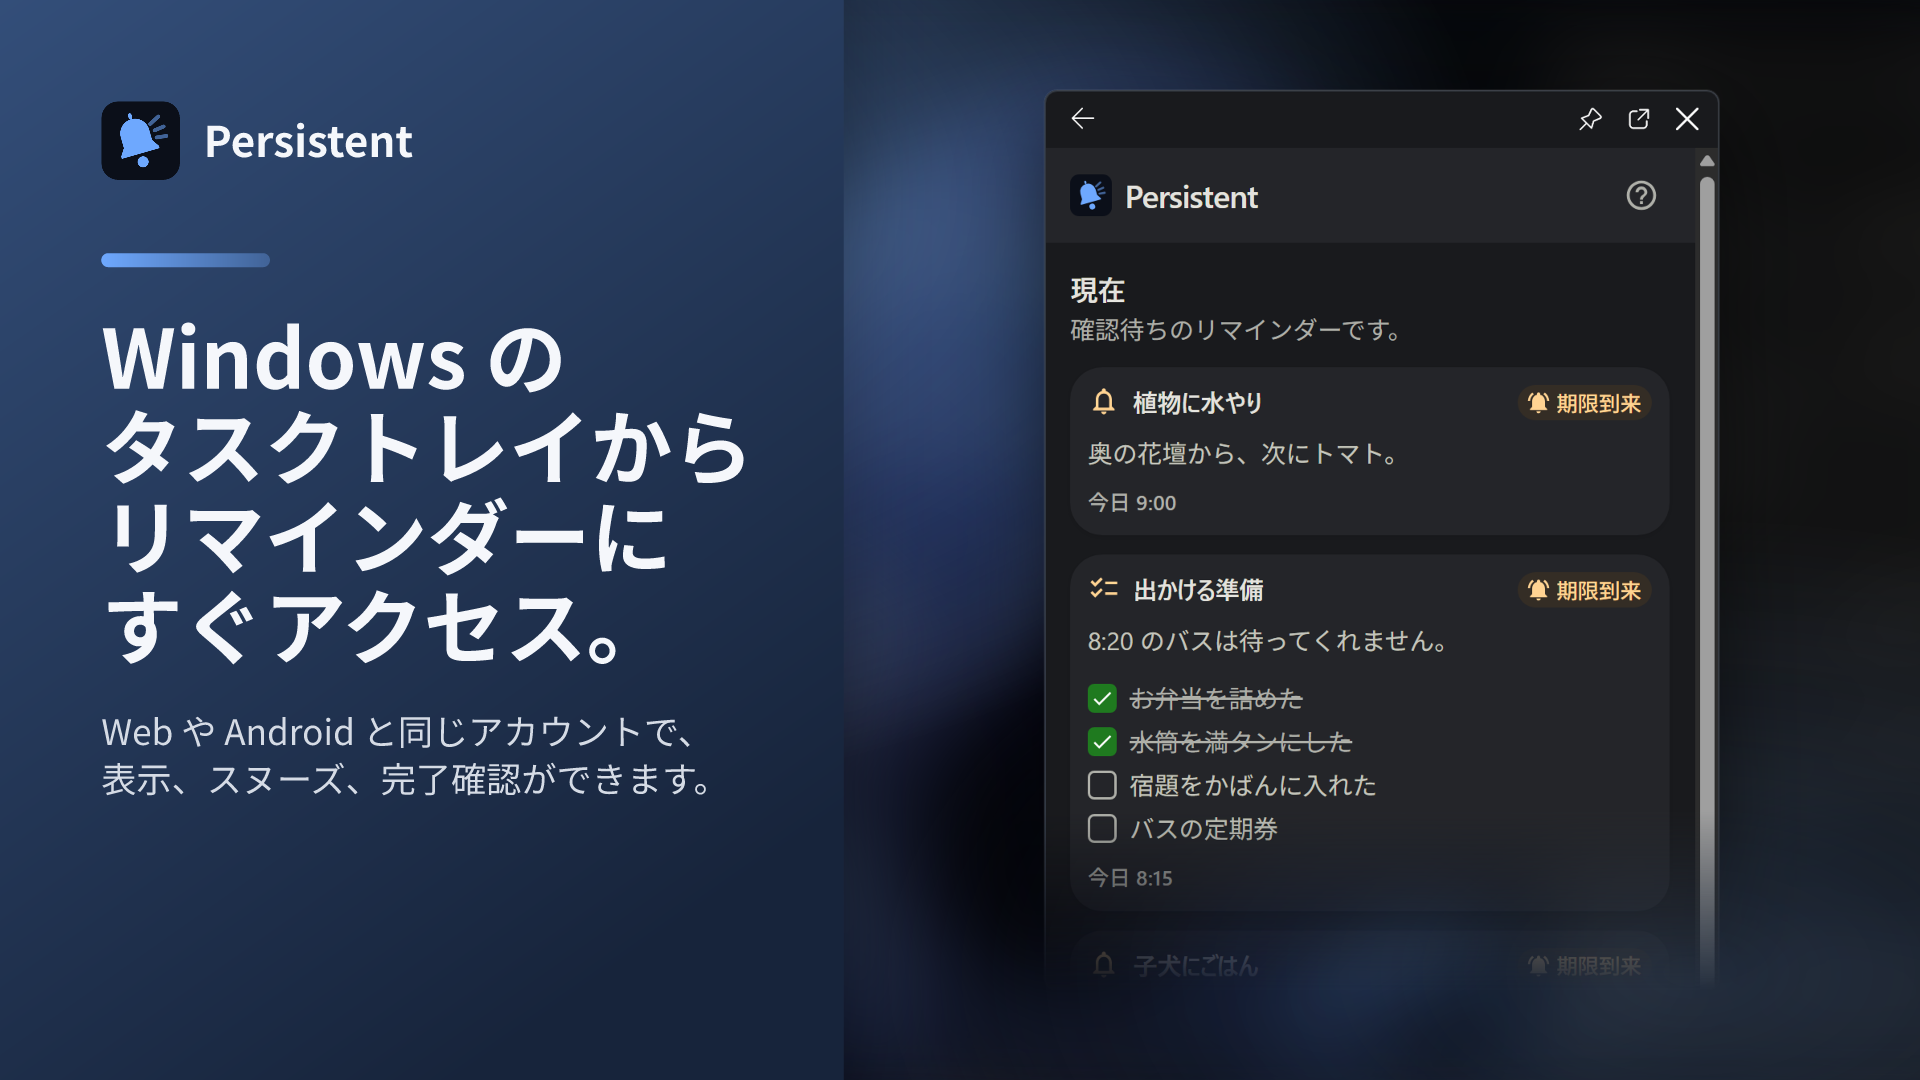 Persistent
Windows の
タスクトレイから
リマインダーに
すぐアクセス。
Web や Android と同じアカウントで、
表示、スヌーズ、完了確認ができます。
Persistent
現在
確認待ちのリマインダーです。
植物に水やり
期限到来
奥の花壇から、次にトマト。
今日 9:00
出かける準備
期限到来
8:20 のバスは待ってくれません。
お弁当を詰めた
水筒を満タンにした
宿題をかばんに入れた
バスの定期券
今日 8:15
子犬にごはん
期限到来